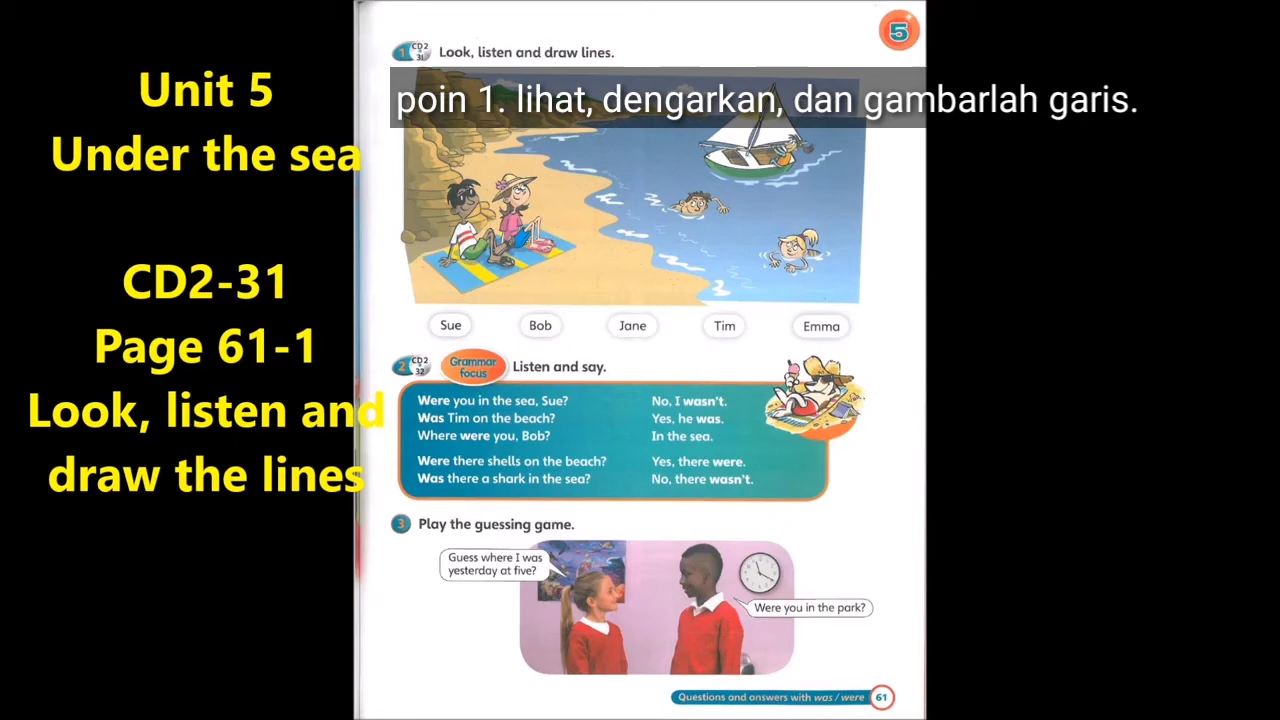 Unit 5
Under the sea
CD2-31
Page 61-1
Look, listen and
draw the lines
5
1 CD2 31 Look, listen and draw lines.
poin 1. lihat, dengarkan, dan gambarlah garis.
Sue Bob Jane Tim Emma
2 CD2 32 Grammar focus Listen and say.
Were you in the sea, Sue? No, I wasn't.
Was Tim on the beach? Yes, he was.
Where were you, Bob? In the sea.
Were there shells on the beach? Yes, there were.
Was there a shark in the sea? No, there wasn't.
3 Play the guessing game.
Guess where I was
yesterday at five?
Were you in the park?
Questions and answers with was / were 61